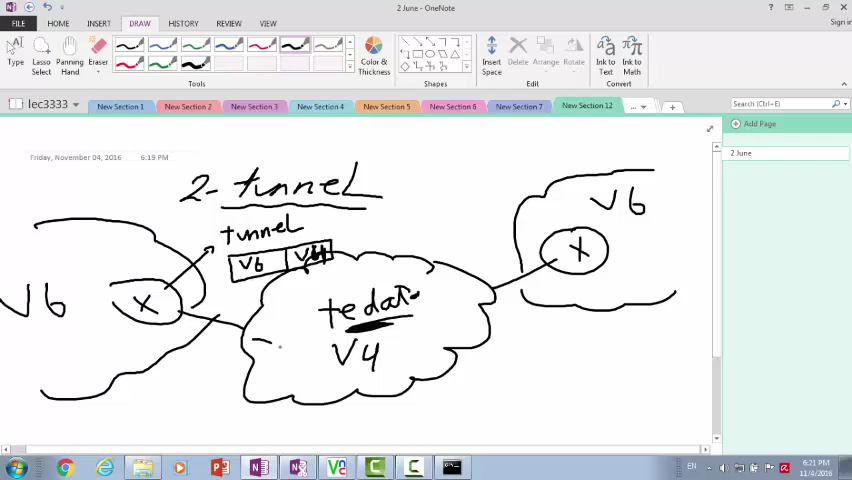 2 June - OneNote
Sign in
FILE HOME INSERT DRAW HISTORY REVIEW VIEW
Type Lasso Select Panning Hand Eraser Color & Thickness Insert Space Delete Arrange Rotate Ink to Text Ink to Math
Tools Shapes Edit Convert
lec3333 New Section 1 New Section 2 New Section 3 New Section 4 New Section 5 New Section 6 New Section 7 New Section 12 ... Search (Ctrl+E)
Add Page
2 June
Friday, November 04, 2016 6:19 PM
2- tunnel
tunnel
V6 V4
V6
X
V6
X
tedata
V4
EN
6:21 PM
11/4/2016